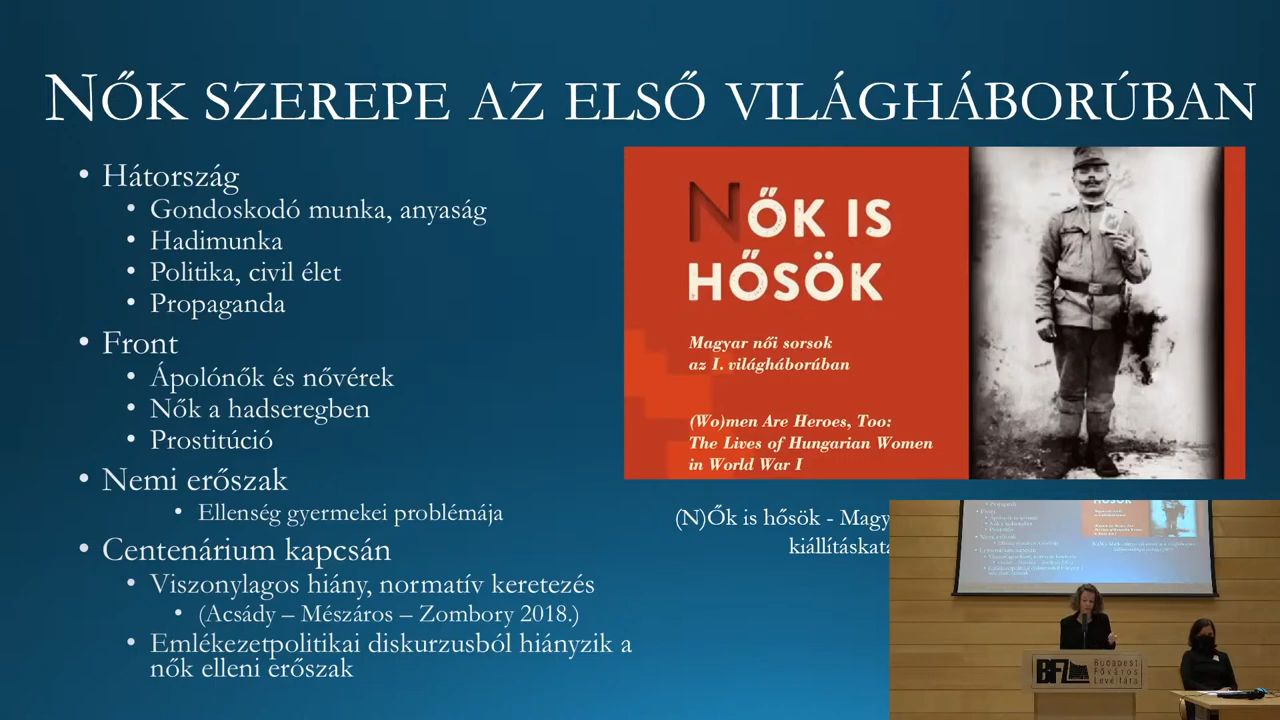 NŐK SZEREPE AZ ELSŐ VILÁGHÁBORÚBAN
• Hátország
• Gondoskodó munka, anyaság
• Hadimunka
• Politika, civil élet
• Propaganda
• Front
• Ápolónők és nővérek
• Nők a hadseregben
• Prostitúció
• Nemi erőszak
• Ellenség gyermekei problémája
• Centenárium kapcsán
• Viszonylagos hiány, normatív keretezés
• (Acsády – Mészáros – Zombory 2018.)
• Emlékezetpolitikai diskurzusból hiányzik a
nők elleni erőszak
NŐK IS
HŐSÖK
Magyar női sorsok
az I. világháborúban
(Wo)men Are Heroes, Too:
The Lives of Hungarian Women
in World War I
(N)Ők is hősök - Magy
kiállításkata
BFL
Budapest
Főváros
Levéltára